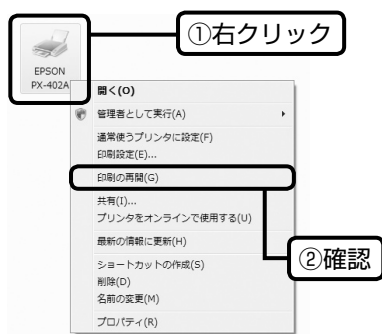 ①右クリック
EPSON
PX-402A
開く(O)
管理者として実行(A)
通常使うプリンタに設定(F)
印刷設定(E)...
印刷の再開(G)
共有(I)...
プリンタをオンラインで使用する(U)
最新の情報に更新(H)
②確認
ショートカットの作成(S)
削除(D)
名前の変更(M)
プロパティ(R)